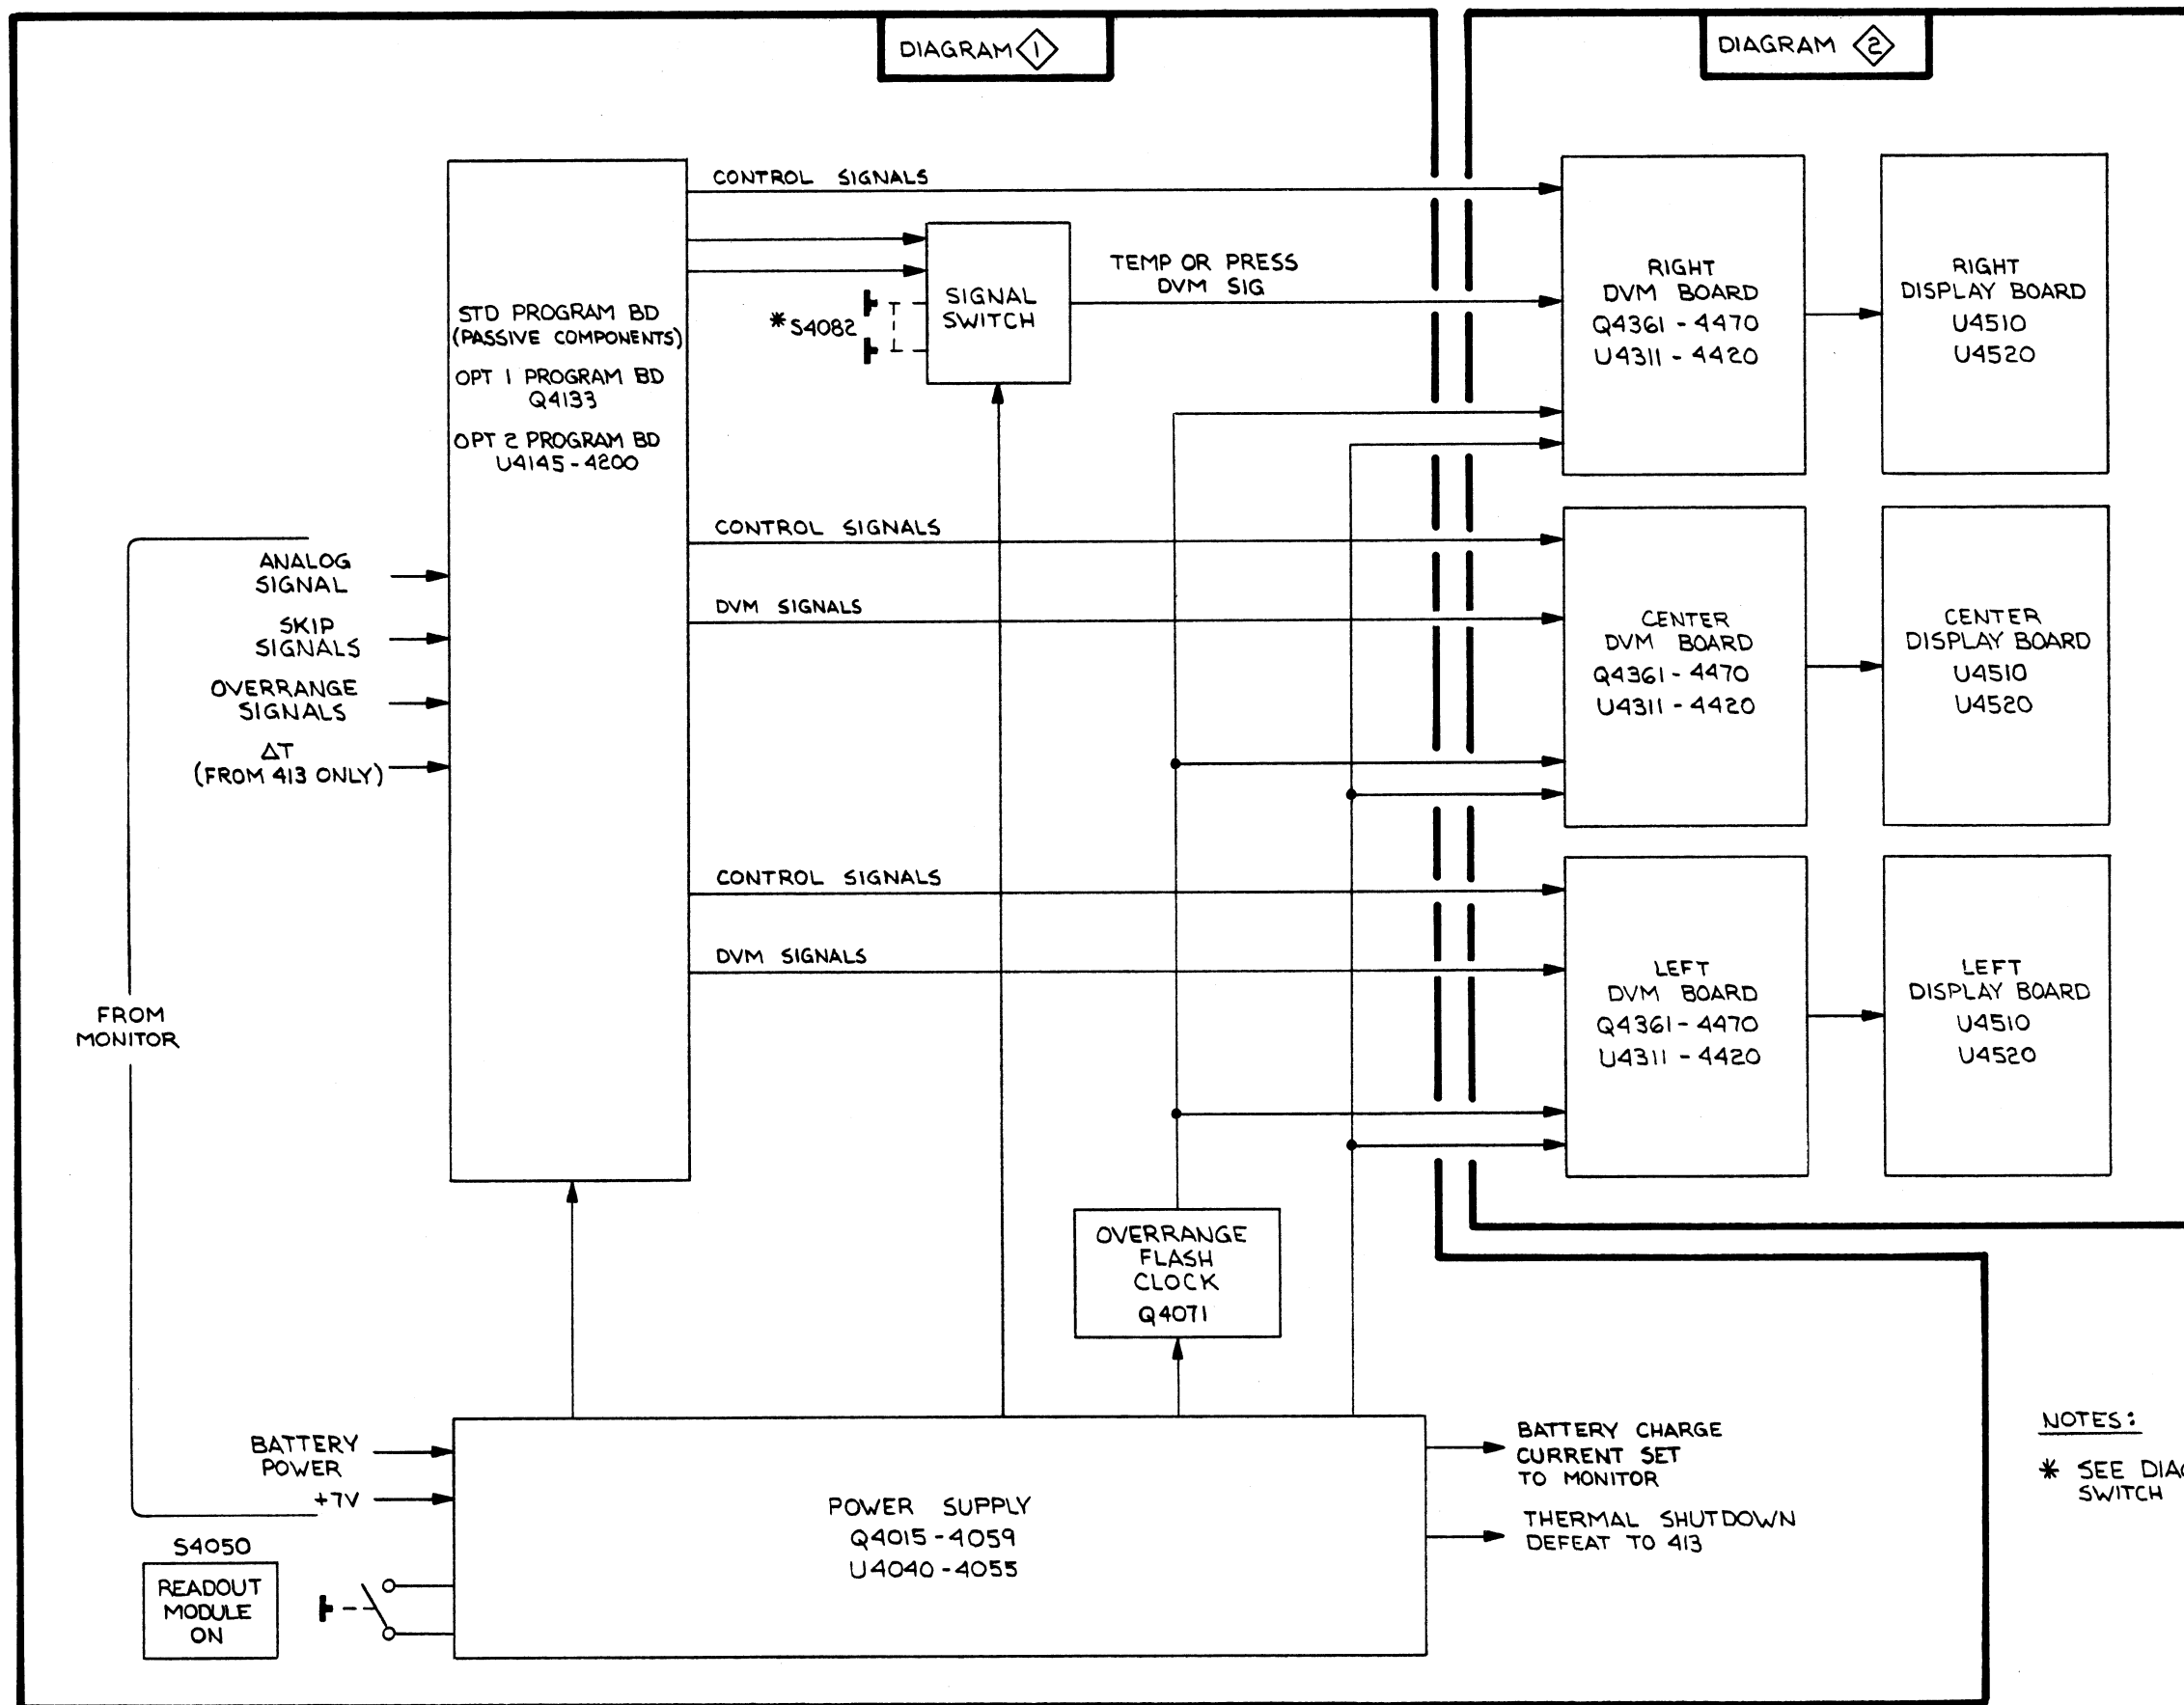 DIAGRAM 1
DIAGRAM 2
CONTROL SIGNALS
STD PROGRAM BD
(PASSIVE COMPONENTS)
OPT 1 PROGRAM BD
Q4133
OPT 2 PROGRAM BD
U4145-4200
* S4082
SIGNAL
SWITCH
TEMP OR PRESS
DVM SIG
RIGHT
DVM BOARD
Q4361-4470
U4311-4420
RIGHT
DISPLAY BOARD
U4510
U4520
CONTROL SIGNALS
DVM SIGNALS
CENTER
DVM BOARD
Q4361-4470
U4311-4420
CENTER
DISPLAY BOARD
U4510
U4520
ANALOG
SIGNAL
SKIP
SIGNALS
OVERRANGE
SIGNALS
ΔT
(FROM 413 ONLY)
CONTROL SIGNALS
DVM SIGNALS
LEFT
DVM BOARD
Q4361-4470
U4311-4420
LEFT
DISPLAY BOARD
U4510
U4520
FROM
MONITOR
OVERRANGE
FLASH
CLOCK
Q4071
BATTERY
POWER
+7V
S4050
READOUT
MODULE
ON
POWER SUPPLY
Q4015-4059
U4040-4055
BATTERY CHARGE
CURRENT SET
TO MONITOR
THERMAL SHUTDOWN
DEFEAT TO 413
NOTES:
* SEE
SWITCH